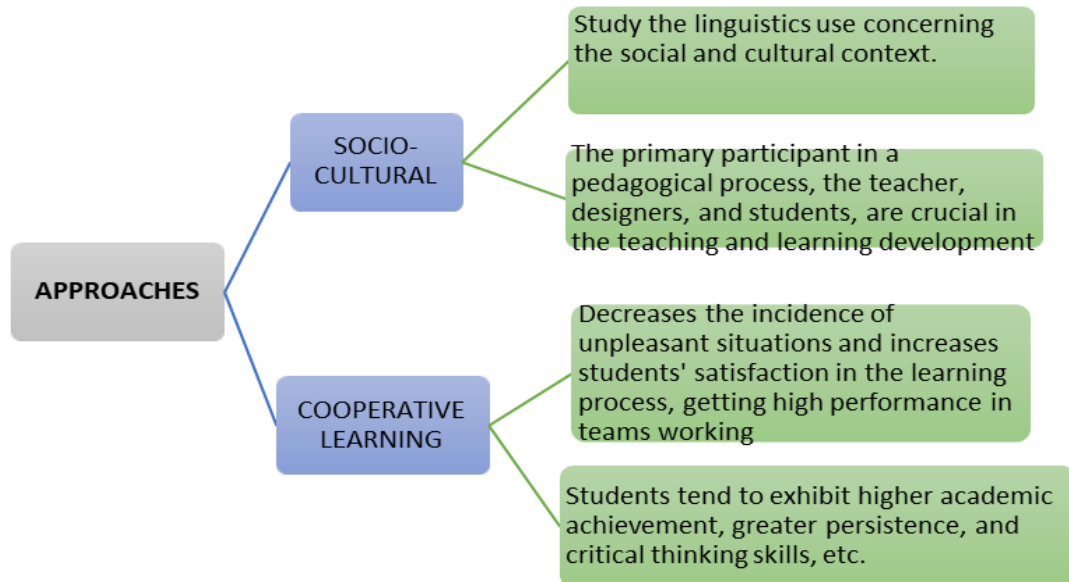 APPROACHES
SOCIO-
CULTURAL
Study the linguistics use concerning
the social and cultural context.
The primary participant in a
pedagogical process, the teacher,
designers, and students, are crucial in
the teaching and learning development
COOPERATIVE
LEARNING
Decreases the incidence of
unpleasant situations and increases
students' satisfaction in the learning
process, getting high performance in
teams working
Students tend to exhibit higher academic
achievement, greater persistence, and
critical thinking skills, etc.